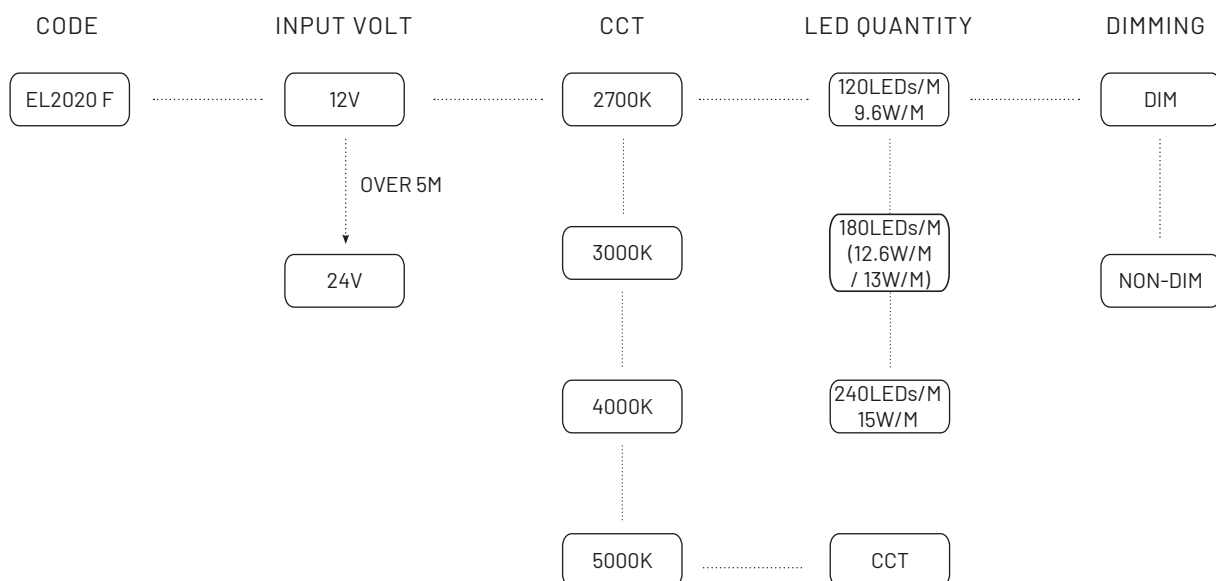 CODE
INPUT VOLT
CCT
LED QUANTITY
DIMMING
EL2020 F
12V
2700K
120LEDs/M
9.6W/M
DIM
OVER 5M
24V
3000K
180LEDs/M
(12.6W/M
/ 13W/M)
NON-DIM
4000K
240LEDs/M
15W/M
5000K
CCT